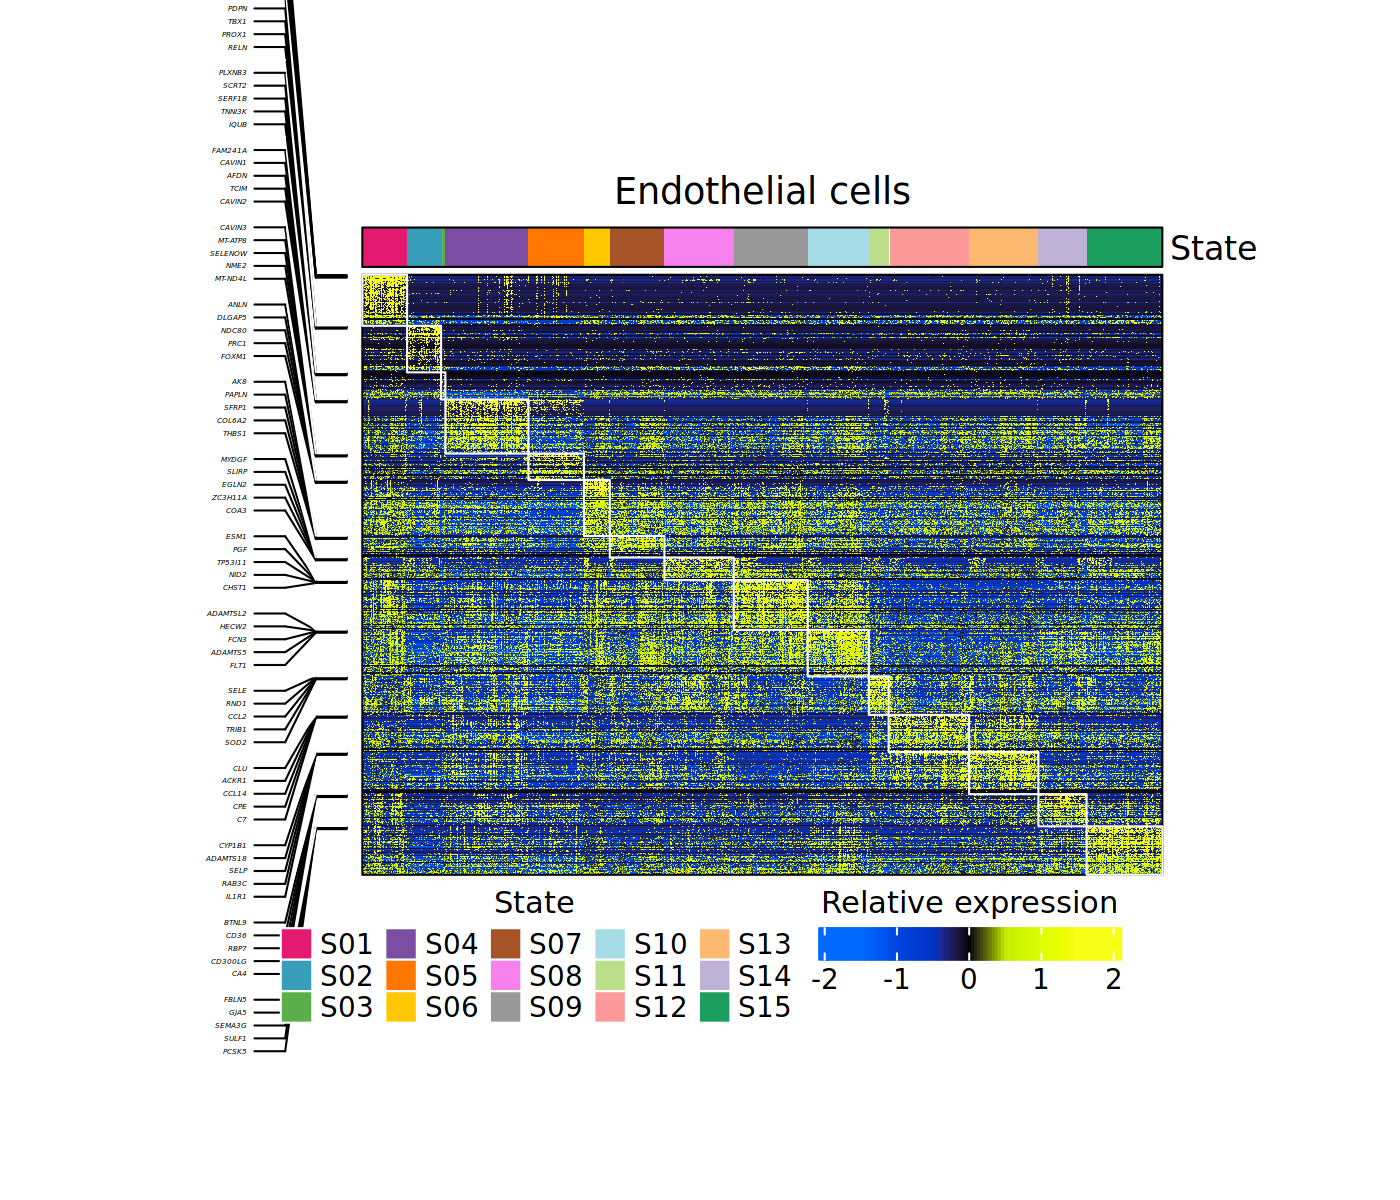 PDPN
TBX1
PROX1
RELN
PLXNB3
SCRT2
SERF1B
TNNI3K
IQUB
FAM241A
CAVIN1
AFDN
TCIM
CAVIN2
CAVIN3
MT-ATP8
SELENOW
NME2
MT-ND4L
ANLN
DLGAP5
NDC80
PRC1
FOXM1
AK8
PAPLN
SFRP1
COL6A2
THBS1
MYDGF
SLIRP
EGLN2
ZC3H11A
COA3
ESM1
PGF
TP53I11
NID2
CHST1
ADAMTSL2
HECW2
FCN3
ADAMTS5
FLT1
SELE
RND1
CCL2
TRIB1
SOD2
CLU
ACKR1
CCL14
CPE
C7
CYP1B1
ADAMTS18
SELP
RAB3C
IL1R1
BTNL9
CD36
RBP7
CD300LG
CA4
FBLN5
GJA5
SEMA3G
SULF1
PCSK5
Endothelial cells
State
State
S01 S04 S07 S10 S13
S02 S05 S08 S11 S14
S03 S06 S09 S12 S15
Relative expression
-2 -1 0 1 2